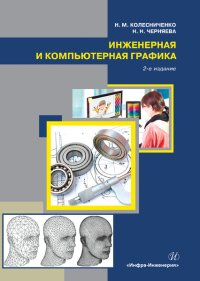 Н. М. КОЛЕСНИЧЕНКО
Н. Н. ЧЕРНЯЕВА
ИНЖЕНЕРНАЯ
И КОМПЬЮТЕРНАЯ ГРАФИКА
2-е издание
«Инфра-Инженерия»